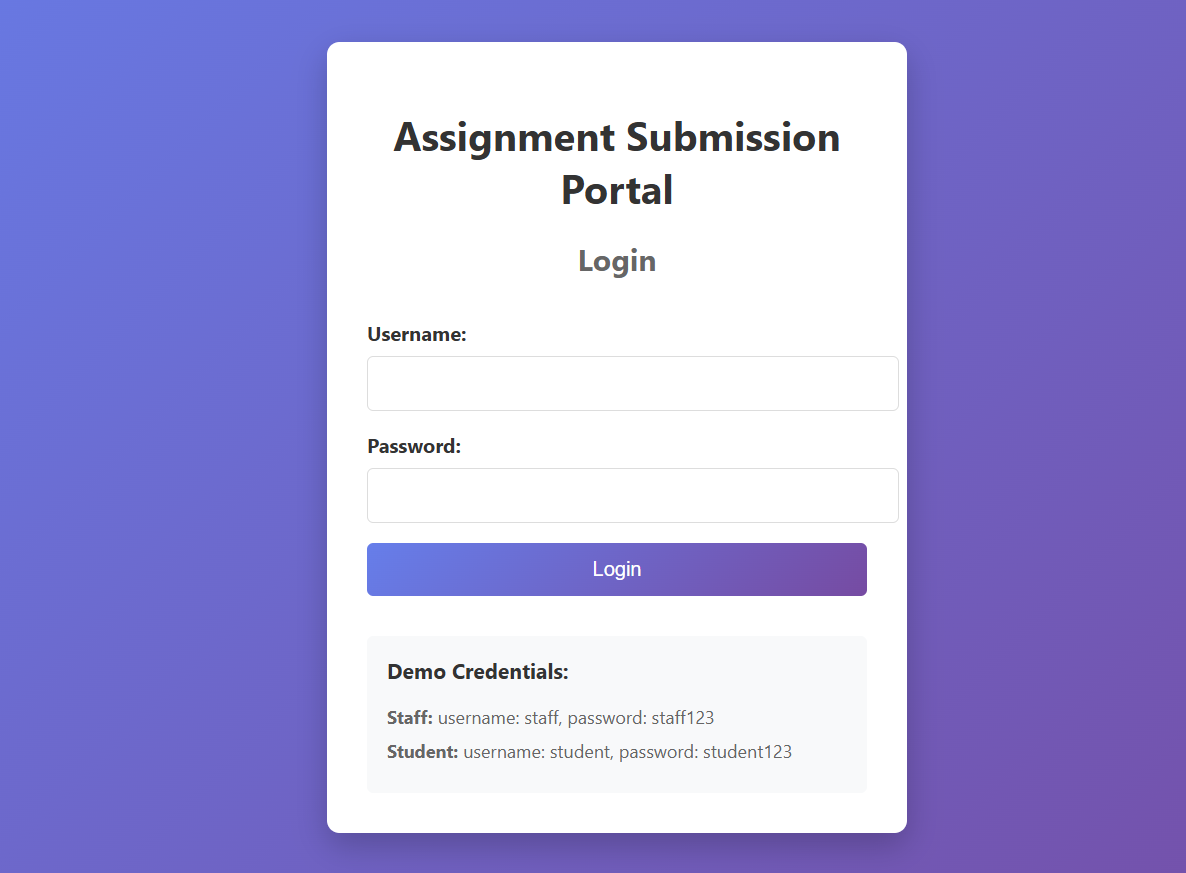 Assignment Submission
Portal
Login
Username:
Password:
Login
Demo Credentials:
Staff: username: staff, password: staff123
Student: username: student, password: student123